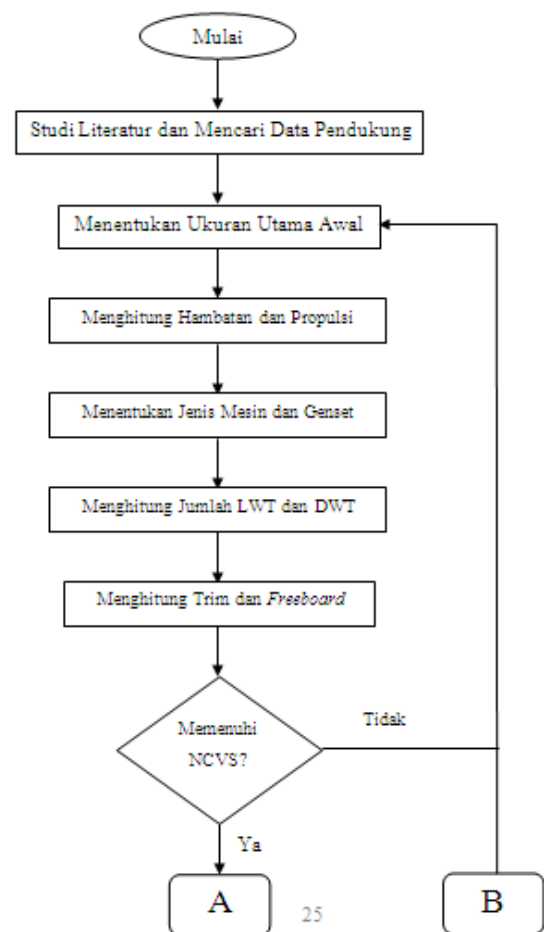 Mulai
Studi Literatur dan Mencari Data Pendukung
Menentukan Ukuran Utama Awal
Menghitung Hambatan dan Propulsi
Menentukan Jenis Mesin dan Genset
Menghitung Jumlah LWT dan DWT
Menghitung Trim dan Freeboard
Memenuhi
NCVS?
Tidak
Ya
A
25
B